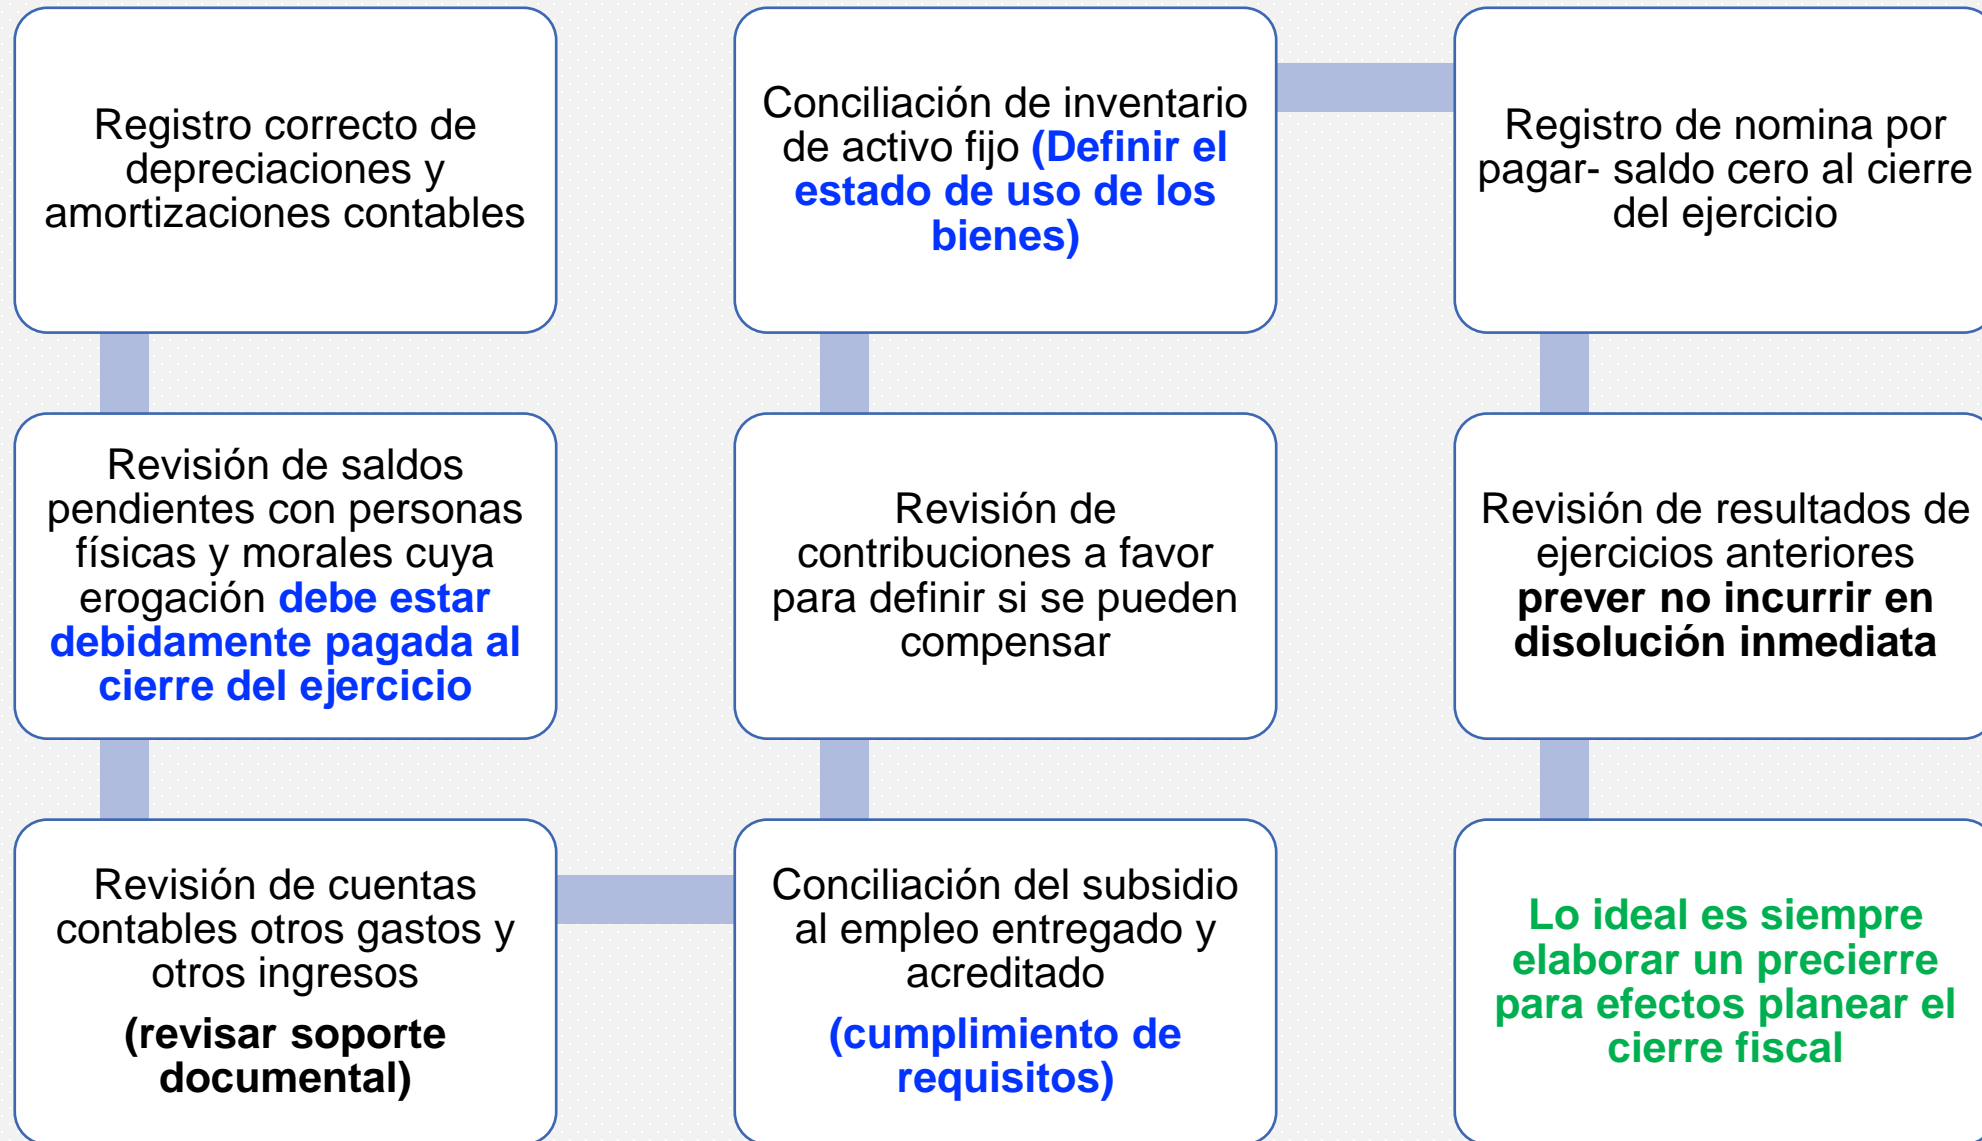 Registro correcto de
depreciaciones y
amortizaciones contables
Revisión de saldos
pendientes con personas
físicas y morales cuya
erogación debe estar
debidamente pagada al
cierre del ejercicio
Revisión de cuentas
contables otros gastos y
otros ingresos
(revisar soporte
documental)
Conciliación del subsidio
al empleo entregado y
acreditado
(cumplimiento de
requisitos)
Revisión de
contribuciones a favor
para definir si se pueden
compensar
Conciliación de inventario
de activo fijo (Definir el
estado de uso de los
bienes)
Registro de nomina por
pagar- saldo cero al cierre
del ejercicio
Revisión de resultados de
ejercicios anteriores
prever no incurrir en
disolución inmediata
Lo ideal es siempre
elaborar un precierre
para efectos planear el
cierre fiscal